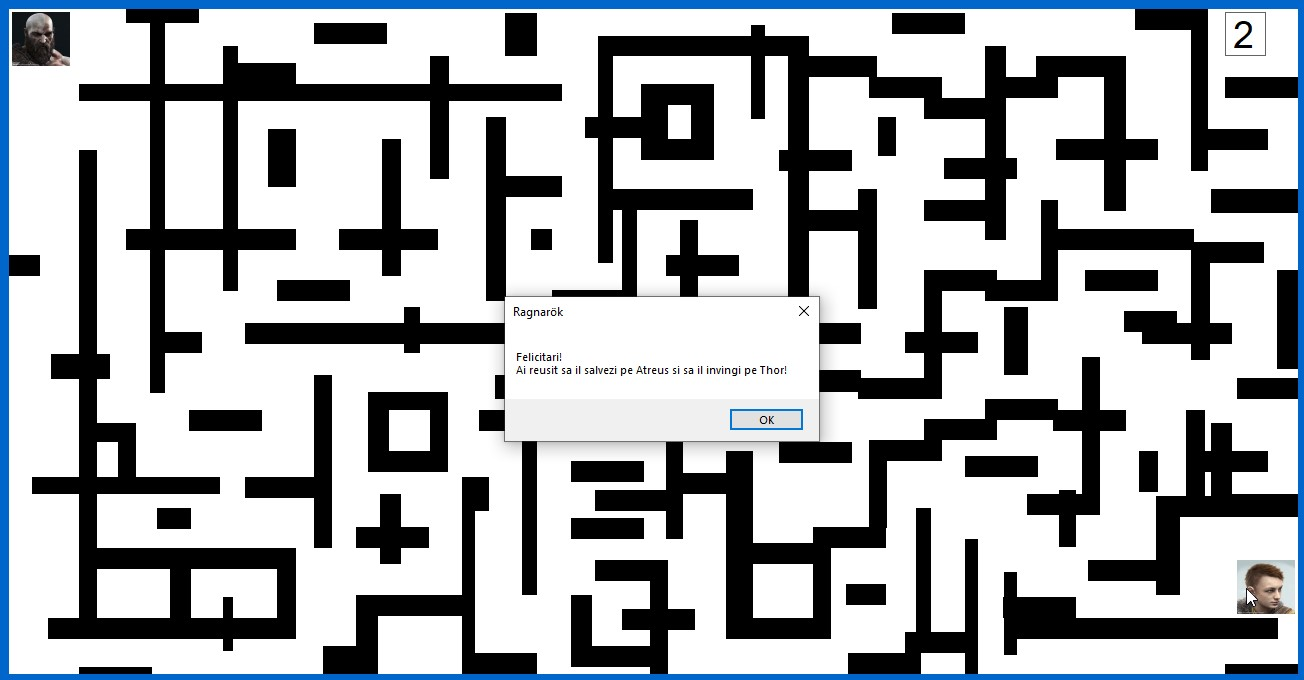 2
Ragnarök
Felicitari!
Ai reusit sa il salvezi pe Atreus si sa il invingi pe Thor!
OK